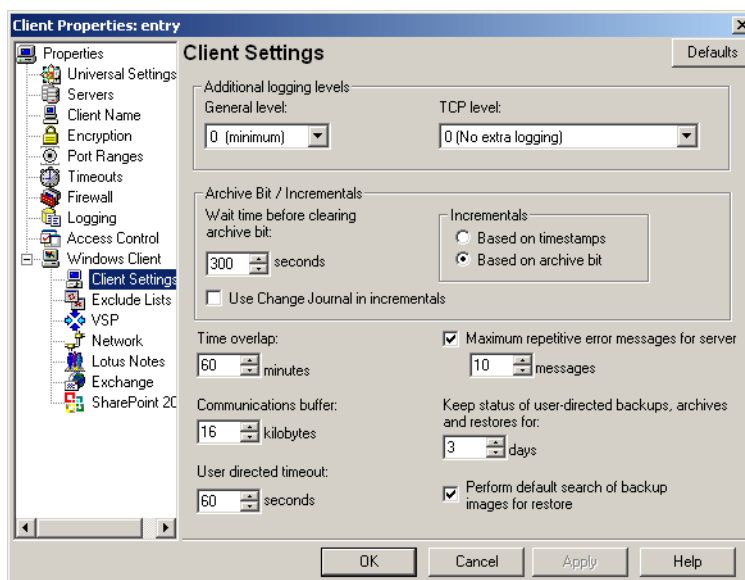 Client Properties: entry
Properties
Universal Settings
Servers
Client Name
Encryption
Port Ranges
Timeouts
Firewall
Logging
Access Control
Windows Client
Client Settings
Exclude Lists
VSP
Network
Lotus Notes
Exchange
SharePoint 20
Client Settings
Defaults
Additional logging levels
General level:
TCP level:
0 (minimum)
0 (No extra logging)
Archive Bit / Incrementals
Wait time before clearing
archive bit:
300 seconds
Incrementals
Based on timestamps
Based on archive bit
Use Change Journal in incrementals
Time overlap:
60 minutes
Maximum repetitive error messages for server
10 messages
Communications buffer:
16 kilobytes
Keep status of user-directed backups, archives
and restores for:
3 days
User directed timeout:
60 seconds
Perform default search of backup
images for restore
OK
Cancel
Apply
Help